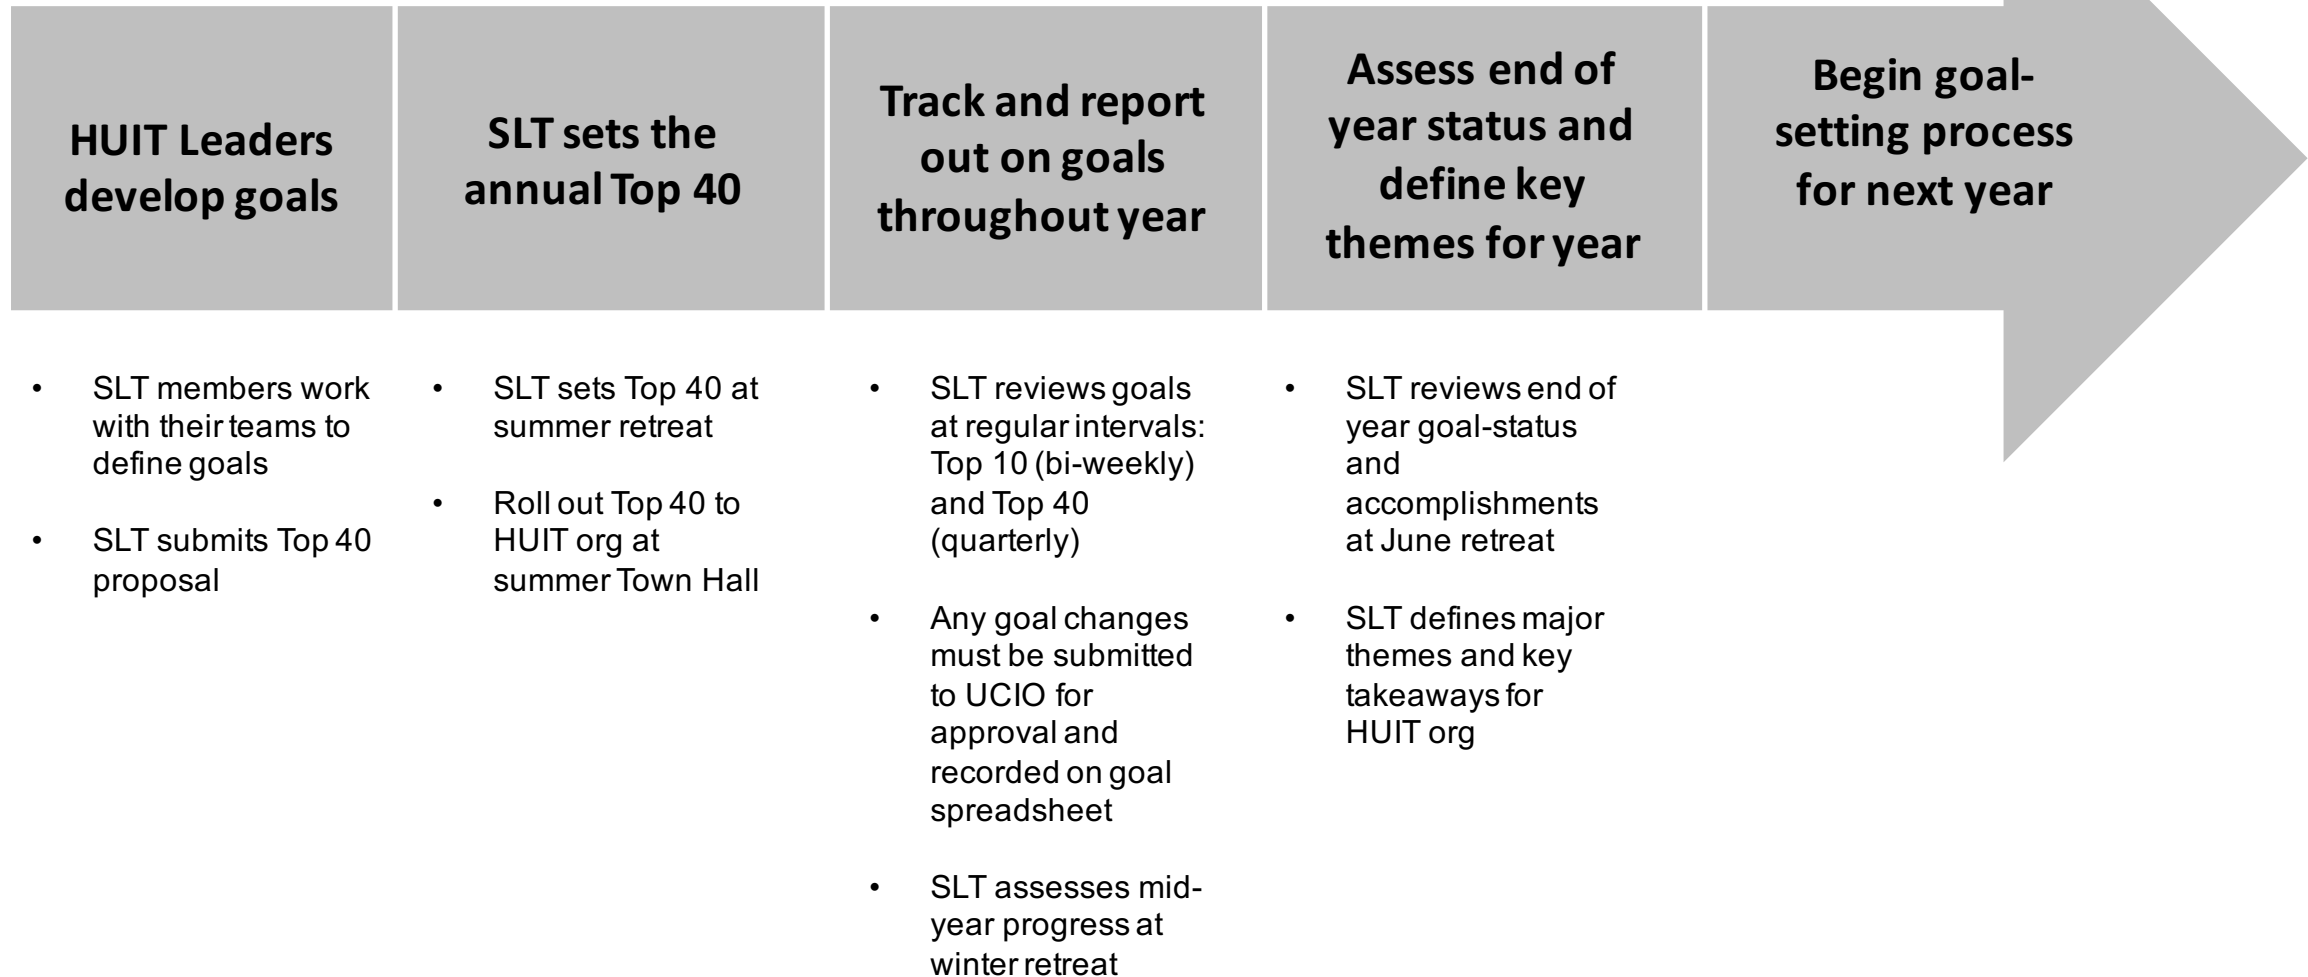 HUIT Leaders
develop goals
SLT sets the
annual Top 40
Track and report
out on goals
throughout year
Assess end of
year status and
define key
themes for year
Begin goal-
setting process
for next year
• SLT members work
with their teams to
define goals
• SLT submits Top 40
proposal
• SLT sets Top 40 at
summer retreat
• Roll out Top 40 to
HUIT org at
summer Town Hall
• SLT reviews goals
at regular intervals:
Top 10 (bi-weekly)
and Top 40
(quarterly)
• Any goal changes
must be submitted
to UCIO for
approval and
recorded on goal
spreadsheet
• SLT assesses mid-
year progress at
winter retreat
• SLT reviews end of
year goal-status
and
accomplishments
at June retreat
• SLT defines major
themes and key
takeaways for
HUIT org